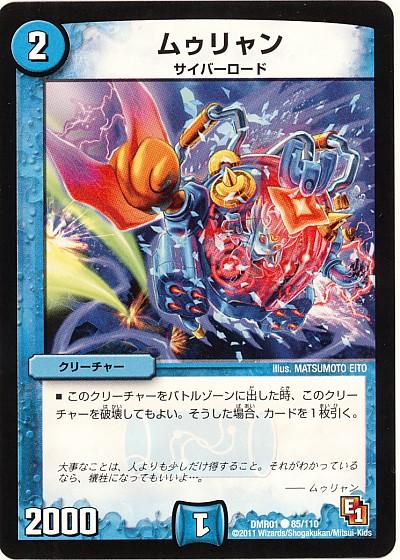 2
ムゥリャン
サイバーロード
illus. MATSUMOTO EITO
クリーチャー
■ このクリーチャーをバトルゾーンに出した時、このクリー
チャーを破壊してもよい。そうした場合、カードを1枚引く。
大事なことは、人よりも少しだけ得すること。それがわかっている
なら、犠牲になってもいい。
—— ムゥリャン
2000
1
E1
DMR01 ● 85/110
©2011 Wizards/Shogakukan/Mitsui-Kids